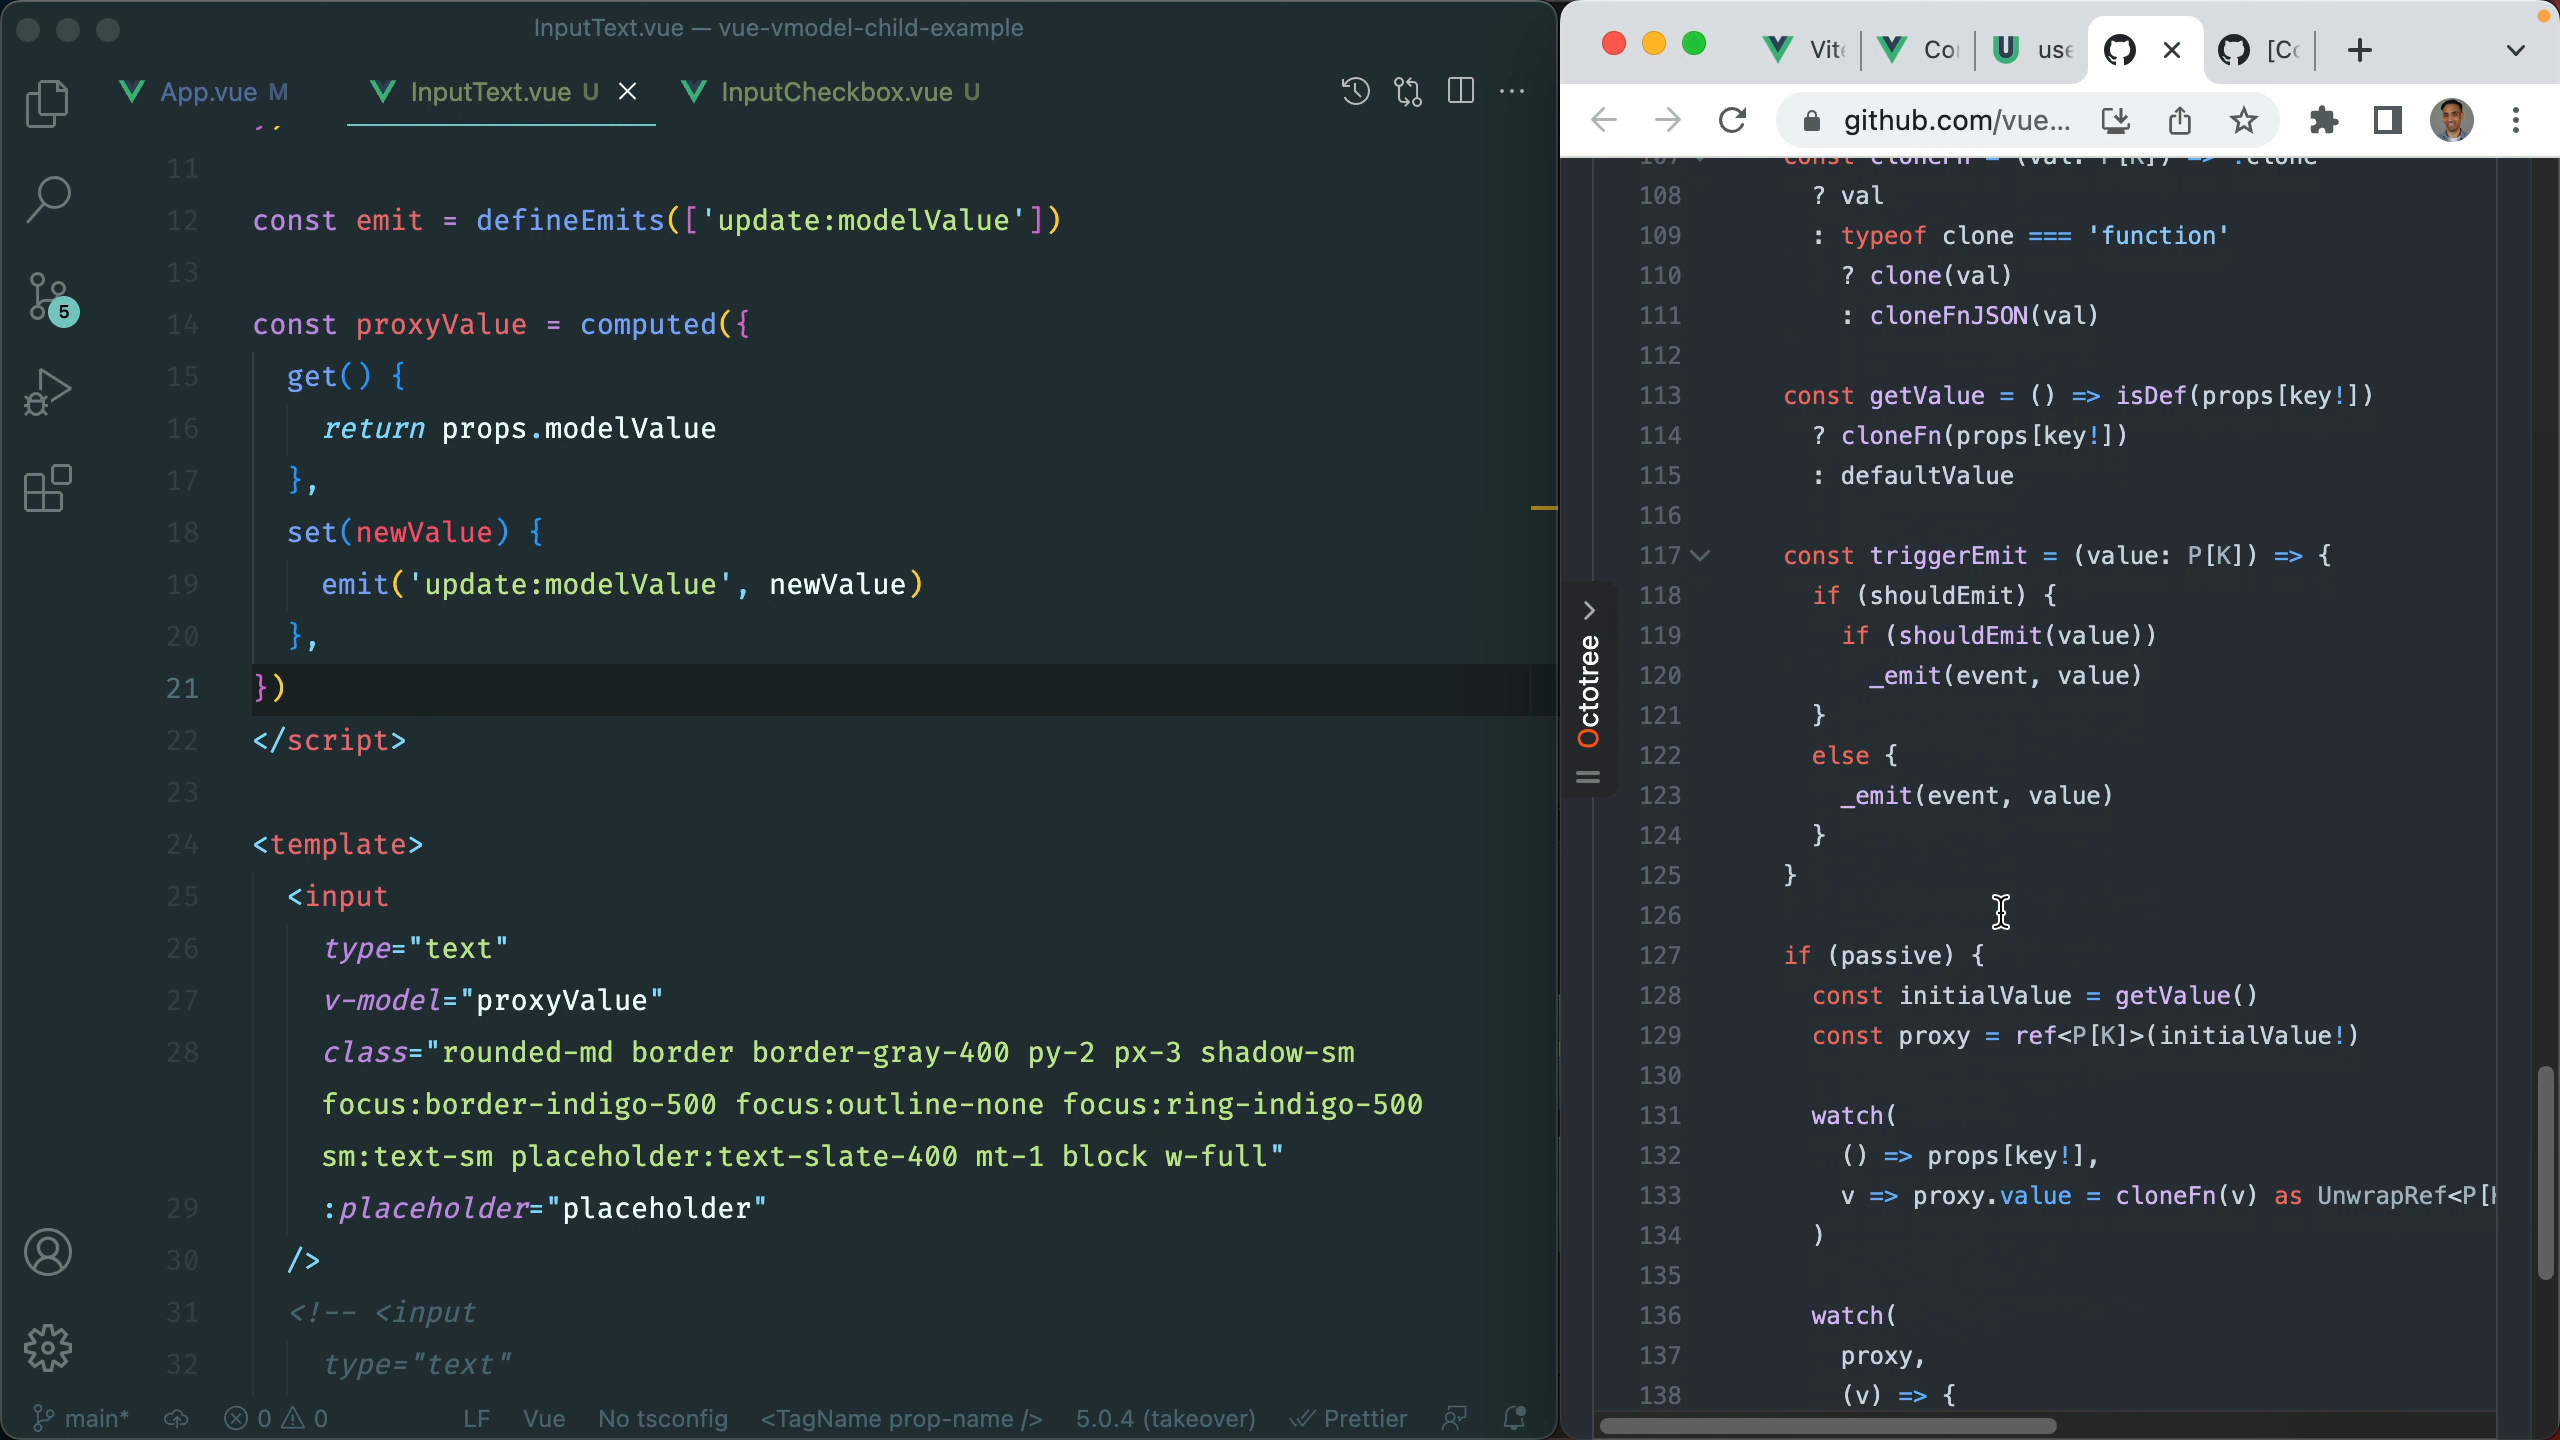 InputText.vue — vue-vmodel-child-example
App.vue M
InputText.vue U
InputCheckbox.vue U
11
12 const emit = defineEmits(['update:modelValue'])
13
14 const proxyValue = computed({
15 get() {
16 return props.modelValue
17 },
18 set(newValue) {
19 emit('update:modelValue', newValue)
20 },
21 })
22 </script>
23
24 <template>
25 <input
26 type="text"
27 v-model="proxyValue"
28 class="rounded-md border border-gray-400 py-2 px-3 shadow-sm
focus:border-indigo-500 focus:outline-none focus:ring-indigo-500
sm:text-sm placeholder:text-slate-400 mt-1 block w-full"
29 :placeholder="placeholder"
30 />
31 <!-- <input
32 type="text"
5
main* 0 0 LF Vue No tsconfig <TagName prop-name /> 5.0.4 (takeover) Prettier
Vite
Co
use
[Co
github.com/vue...
107 const cloneFn = (val: P[K]) => !clone
108 ? val
109 : typeof clone === 'function'
110 ? clone(val)
111 : cloneFnJSON(val)
112
113 const getValue = () => isDef(props[key!])
114 ? cloneFn(props[key!])
115 : defaultValue
116
117 const triggerEmit = (value: P[K]) => {
118 if (shouldEmit) {
119 if (shouldEmit(value))
120 _emit(event, value)
121 }
122 else {
123 _emit(event, value)
124 }
125 }
126
127 if (passive) {
128 const initialValue = getValue()
129 const proxy = ref<P[K]>(initialValue!)
130
131 watch(
132 () => props[key!],
133 v => proxy.value = cloneFn(v) as UnwrapRef<P[K
134 )
135
136 watch(
137 proxy,
138 (v) => {
Octotree